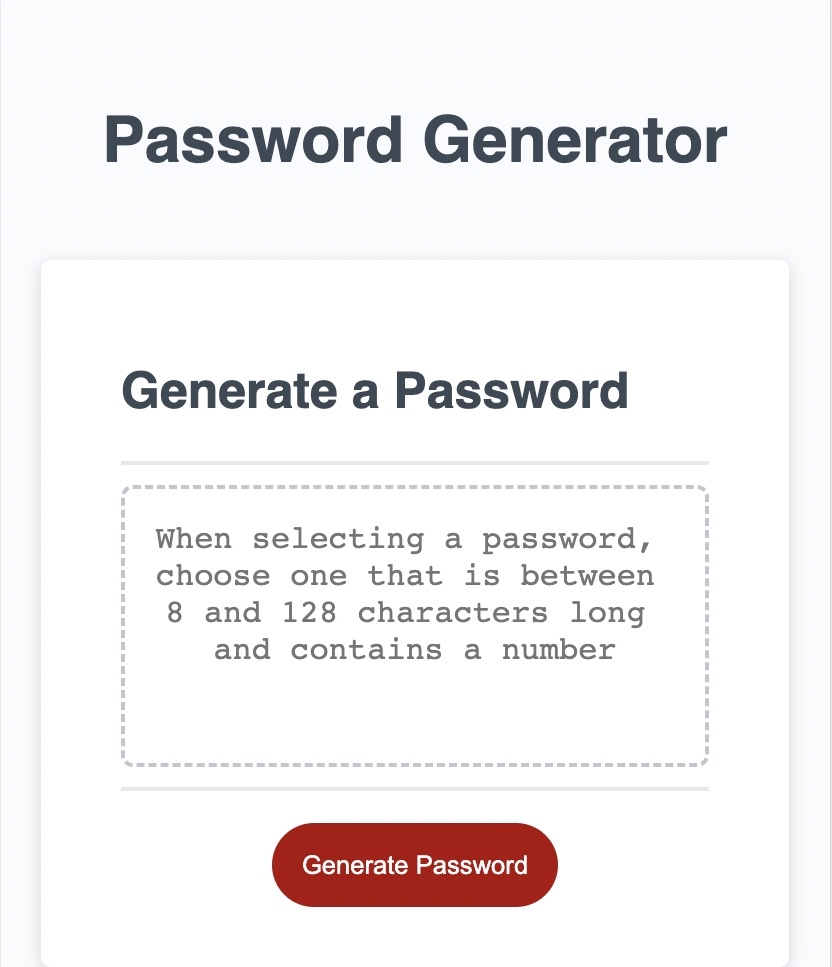 Password Generator
Generate a Password
When selecting a password,
choose one that is between
8 and 128 characters long
and contains a number
Generate Password